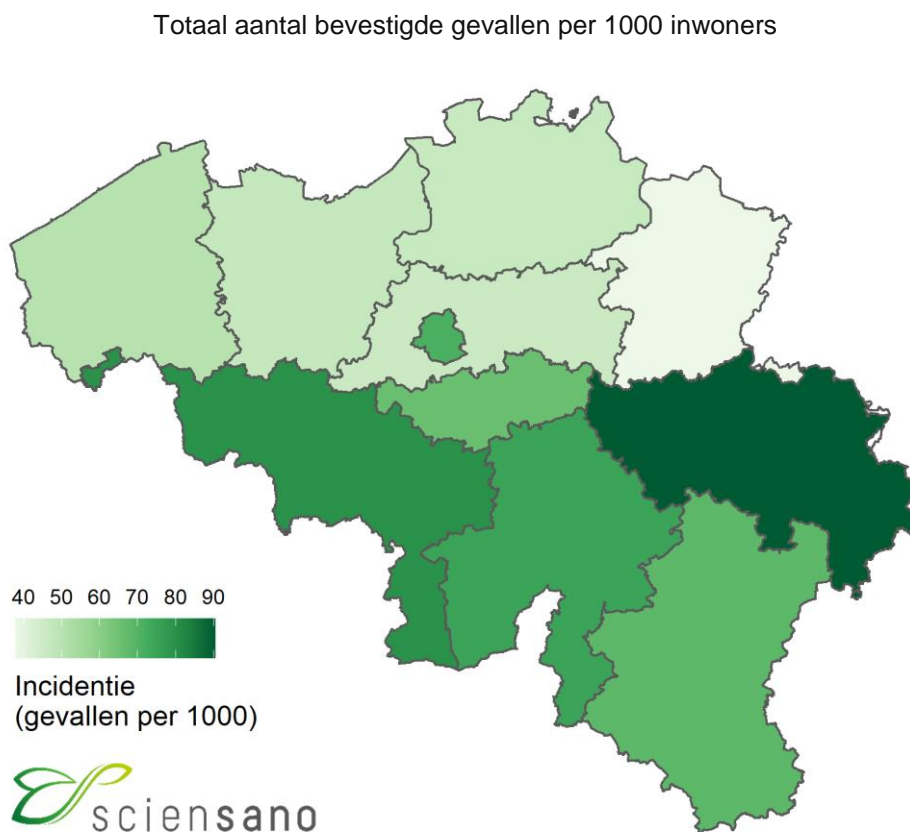 Totaal aantal bevestigde gevallen per 1000 inwoners
40 50 60 70 80 90
Incidentie
(gevallen per 1000)
sciensano